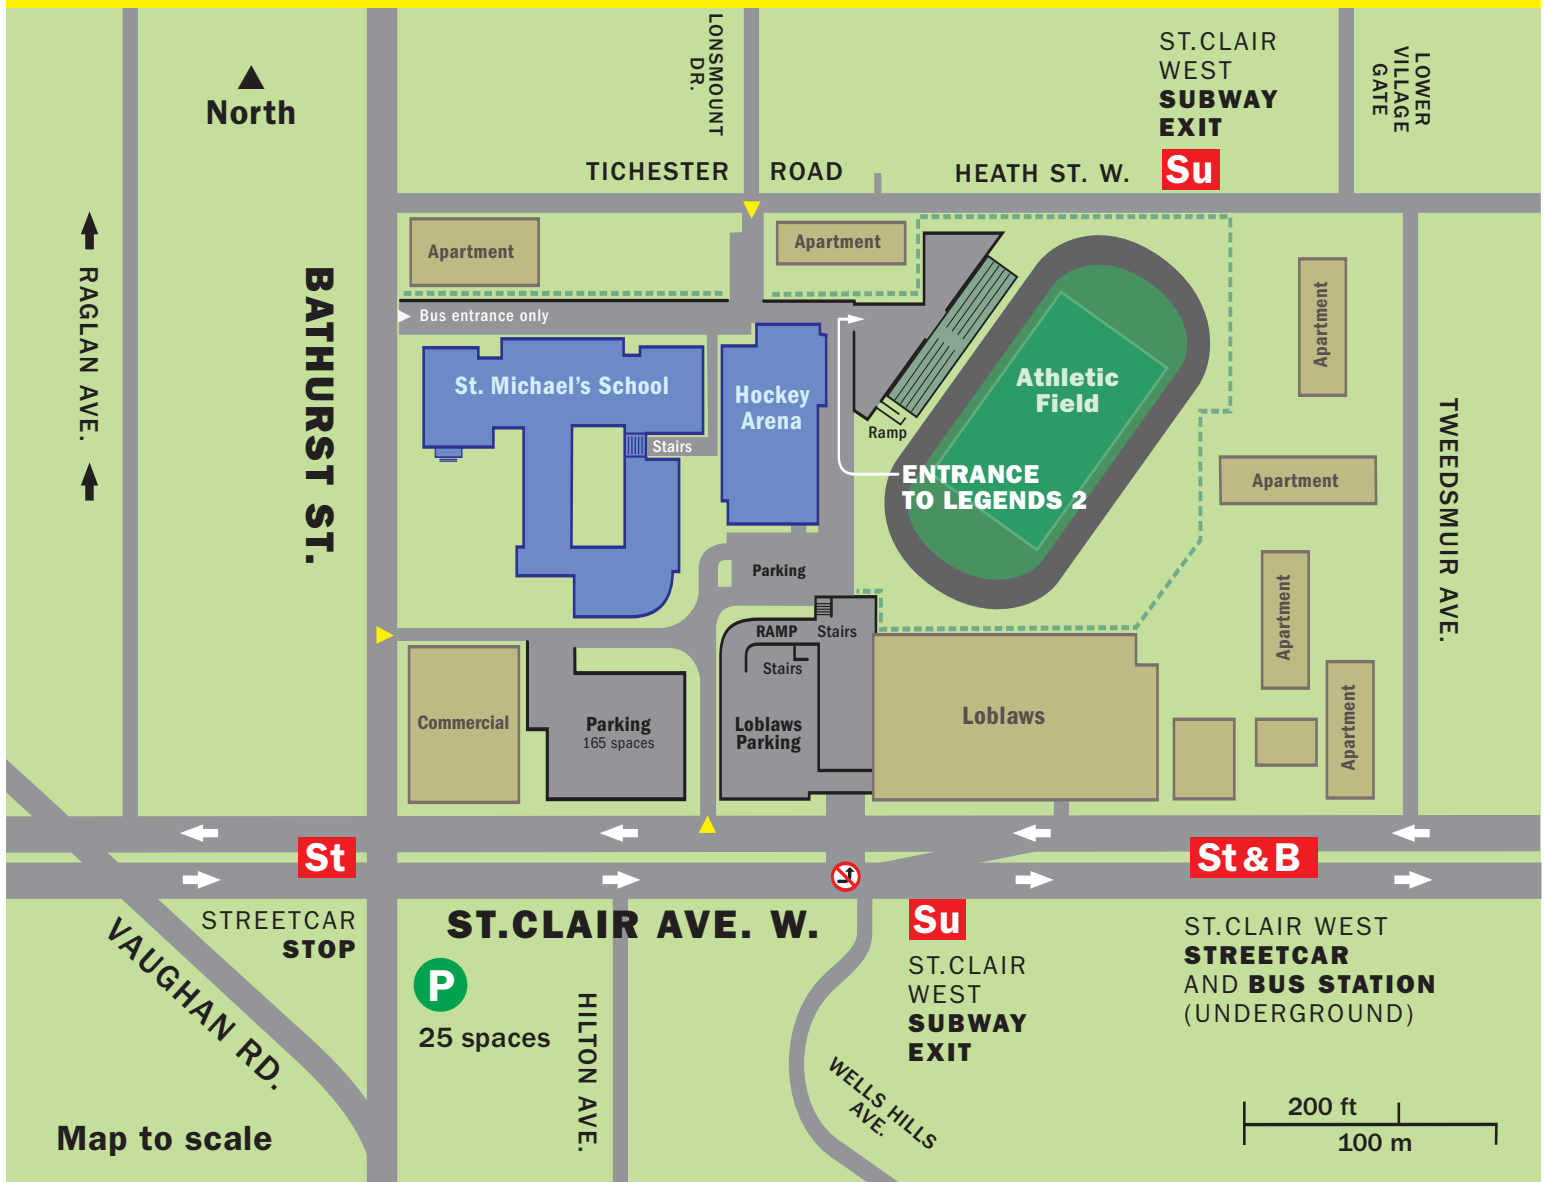 LONSMOUNT
DR.
ST.CLAIR
WEST
SUBWAY
EXIT
Su
LOWER
VILLAGE
GATE
North
TICHESTER ROAD
HEATH ST. W.
RAGLAN AVE.
BATHURST ST.
Apartment
Apartment
Bus entrance only
St. Michael's School
Stairs
Hockey
Arena
Ramp
Athletic
Field
ENTRANCE
TO LEGENDS 2
Apartment
Apartment
TWEEDSMUIR AVE.
Apartment
Apartment
Parking
RAMP
Stairs
Stairs
Commercial
Parking
165 spaces
Loblaws
Parking
Loblaws
St
St & B
STREETCAR
STOP
ST.CLAIR AVE. W.
Su
ST.CLAIR
WEST
SUBWAY
EXIT
ST.CLAIR WEST
STREETCAR
AND BUS STATION
(UNDERGROUND)
VAUGHAN RD.
P
25 spaces
HILTON AVE.
WELLS HILLS
AVE.
Map to scale
200 ft
100 m